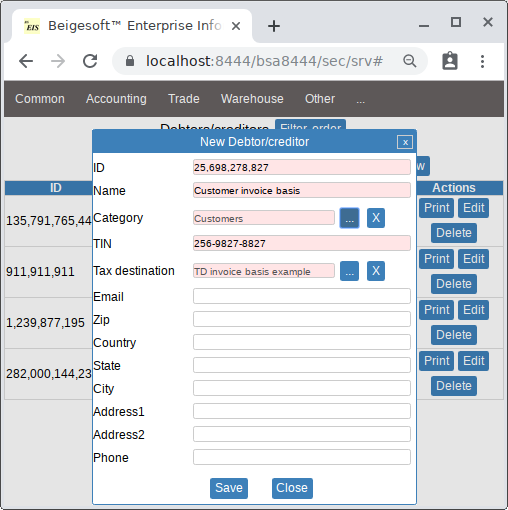 EIS
Beigesoft™ Enterprise Info
localhost:8444/bsa8444/sec/srv#
Common Accounting Trade Warehouse Other ...
Debtors/creditors Filter-order
New Debtor/creditor x
ID Actions
ID 25,698,278,827
Name Customer invoice basis
Category Customers ... X
TIN 256-9827-8827
Tax destination TD invoice basis example ... X
Email
Zip
Country
State
City
Address1
Address2
Phone
Save Close
135,791,765,44 Print Edit
Delete
911,911,911 Print Edit
Delete
1,239,877,195 Print Edit
Delete
282,000,144,23 Print Edit
Delete